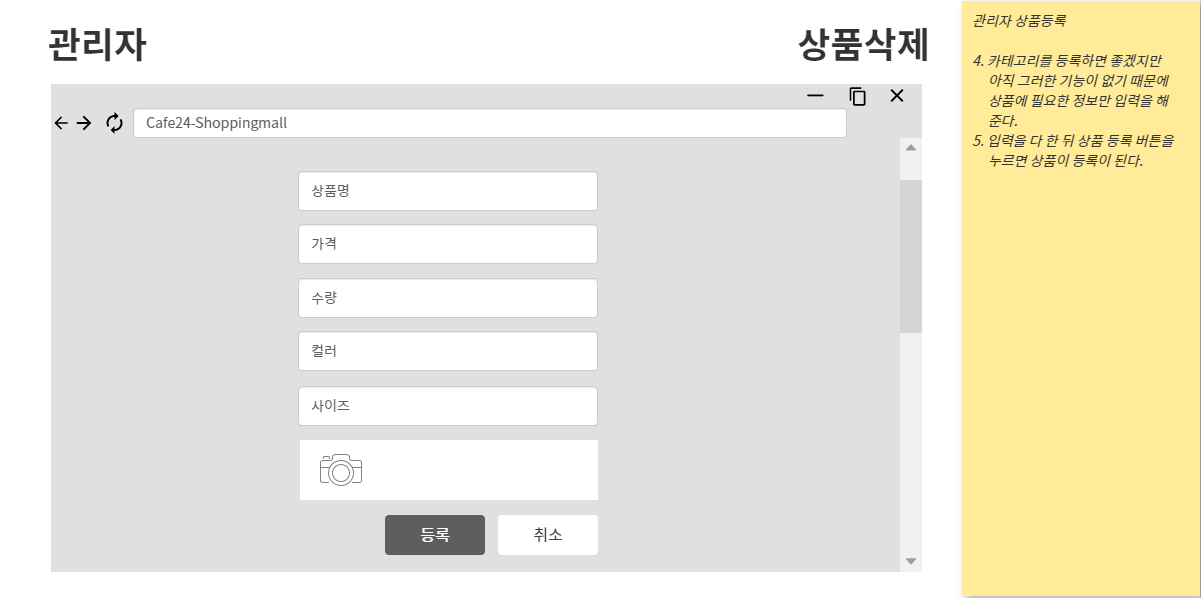 관리자
상품삭제
Cafe24-Shoppingmall
상품명
가격
수량
컬러
사이즈
등록
취소
관리자 상품등록
4. 카테고리를 등록하면 좋겠지만
아직 그러한 기능이 없기 때문에
상품에 필요한 정보만 입력을 해
준다.
5. 입력을 다 한 뒤 상품 등록 버튼을
누르면 상품이 등록이 된다.